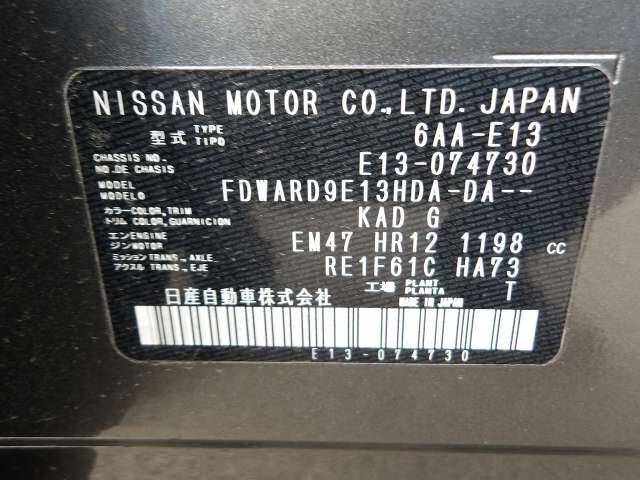 NISSAN MOTOR CO.,LTD. JAPAN
型式 TYPE TIPO 6AA-E13
CHASSIS NO. NO. DE CHASIS E13-074730
MODEL MODELO FDWARD9E13HDA-DA--
カラー COLOR, TRIM トリム COLOR, GUARNICION KAD G
エンジン ENGINE MOTOR EM47 HR12 1198 cc
ミッション TRANS., AXLE アクスル TRANS., EJE RE1F61C HA73
日産自動車株式会社 工場 PLANT PLANTA T
MADE IN JAPAN
E13-074730